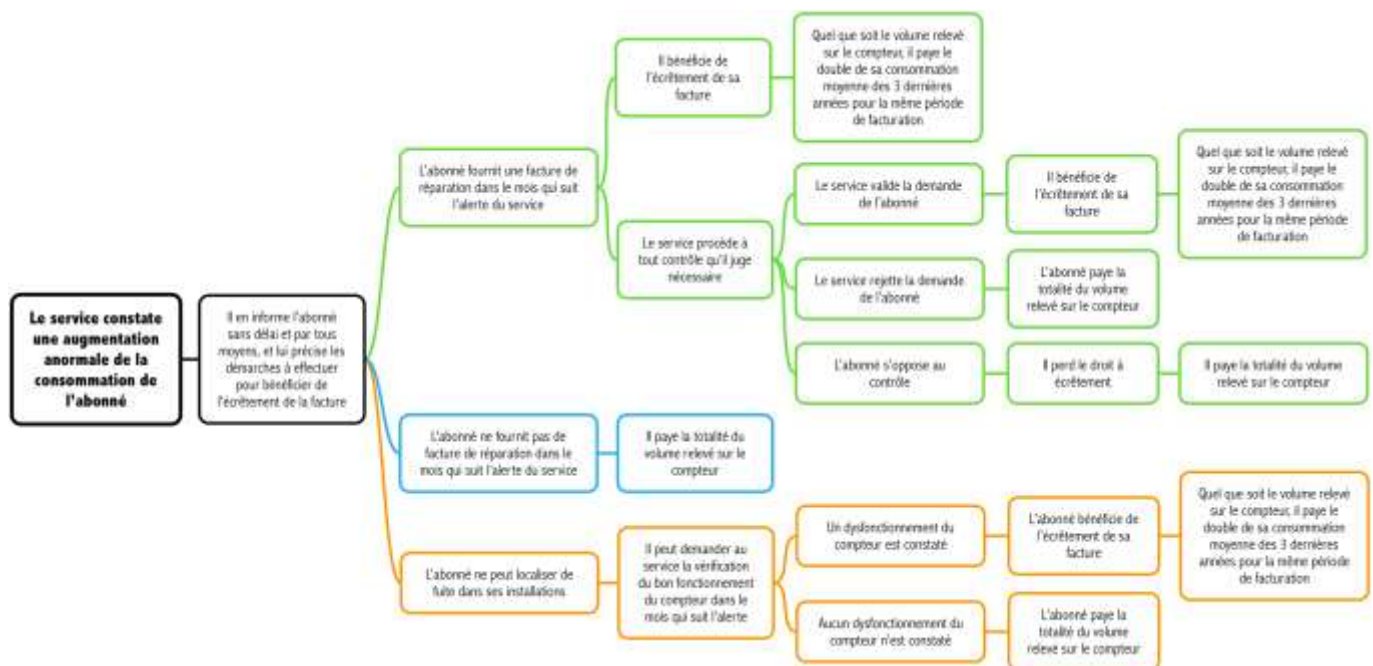 Le service constate
une augmentation
anormale de la
consommation de
l'abonné
Il en informe l'abonné
sans délai et par tous
moyens, et lui précise les
démarches à effectuer
pour bénéficier de
l'écrêtement de la facture
L'abonné fournit une facture de
réparation dans le mois qui suit
l'alerte du service
Il bénéficie de
l'écrêtement de sa
facture
Quel que soit le volume relevé
sur le compteur, il paye le
double de sa consommation
moyenne des 3 dernières
années pour la même période
de facturation
Le service procède à
tout contrôle qu'il juge
nécessaire
Le service valide la demande
de l'abonné
Il bénéficie de
l'écrêtement de sa
facture
Quel que soit le volume relevé
sur le compteur, il paye le
double de sa consommation
moyenne des 3 dernières
années pour la même période
de facturation
Le service rejette la demande
de l'abonné
L'abonné paye la
totalité du volume
relevé sur le compteur
L'abonné s'oppose au
contrôle
Il perd le droit à
écrêtement
Il paye la totalité du volume
relevé sur le compteur
L'abonné ne fournit pas de
facture de réparation dans le
mois qui suit l'alerte du service
Il paye la totalité du
volume relevé sur le
compteur
L'abonné ne peut localiser de
fuite dans ses installations
Il peut demander au
service la vérification
du bon fonctionnement
du compteur dans le
mois qui suit l'alerte
Un dysfonctionnement du
compteur est constaté
L'abonné bénéficie de
l'écrêtement de sa
facture
Quel que soit le volume relevé
sur le compteur, il paye le
double de sa consommation
moyenne des 3 dernières
années pour la même période
de facturation
Aucun dysfonctionnement du
compteur n'est constaté
L'abonné paye la
totalité du volume
relevé sur le compteur